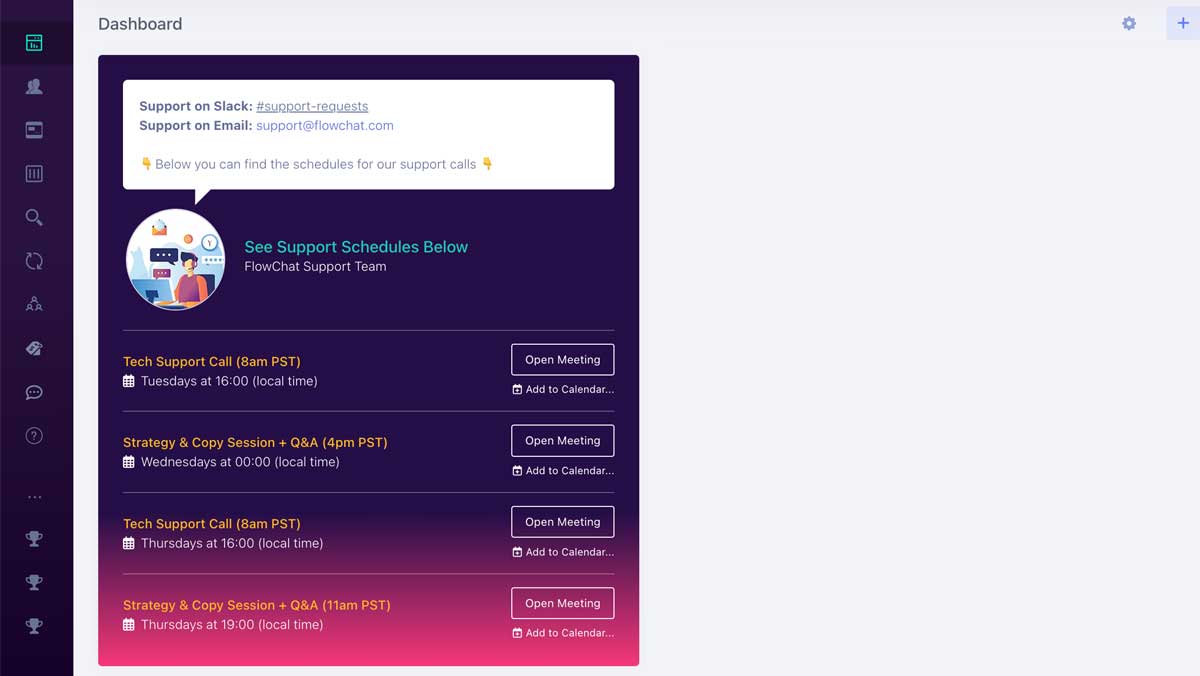 Dashboard
Support on Slack: #support-requests
Support on Email: support@flowchat.com
👇 Below you can find the schedules for our support calls 👇
See Support Schedules Below
FlowChat Support Team
Tech Support Call (8am PST)
Open Meeting
Tuesdays at 16:00 (local time)
Add to Calendar...
Strategy & Copy Session + Q&A (4pm PST)
Open Meeting
Wednesdays at 00:00 (local time)
Add to Calendar...
Tech Support Call (8am PST)
Open Meeting
Thursdays at 16:00 (local time)
Add to Calendar...
Strategy & Copy Session + Q&A (11am PST)
Open Meeting
Thursdays at 19:00 (local time)
Add to Calendar...